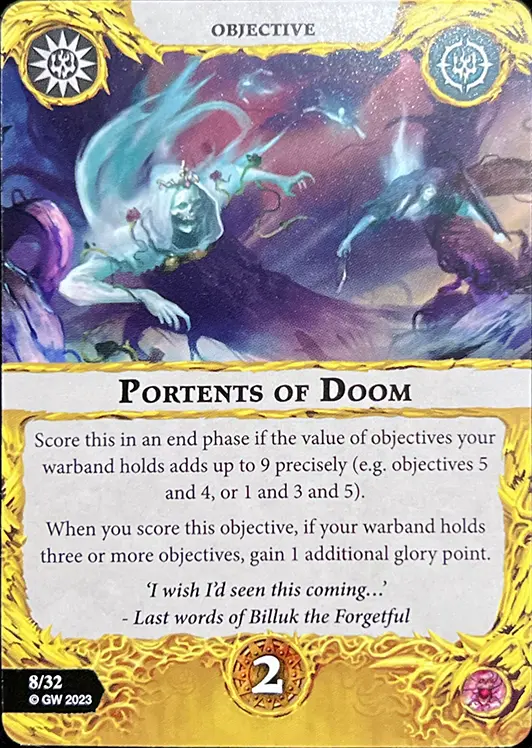 OBJECTIVE
PORTENTS OF DOOM
Score this in an end phase if the value of objectives your
warband holds adds up to 9 precisely (e.g. objectives 5
and 4, or 1 and 3 and 5).
When you score this objective, if your warband holds
three or more objectives, gain 1 additional glory point.
‘I wish I’d seen this coming…’
- Last words of Billuk the Forgetful
2
8/32
© GW 2023